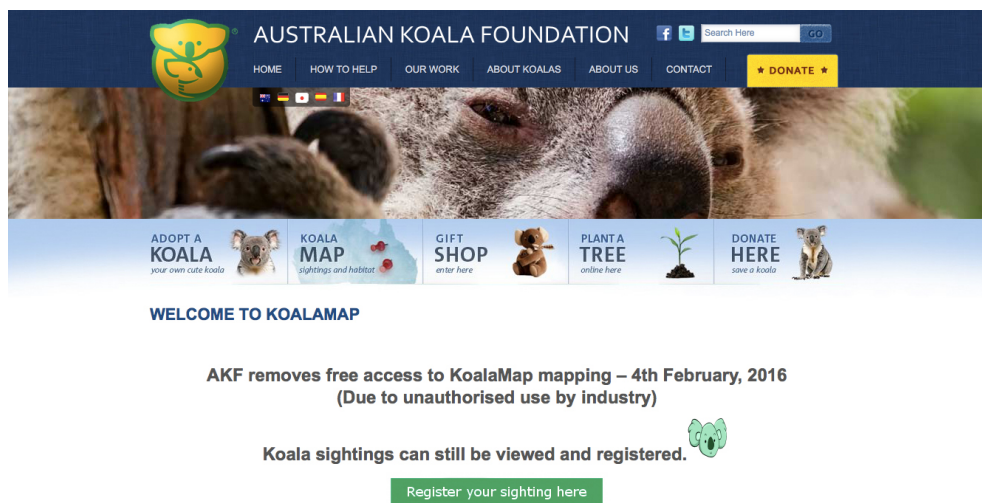 AUSTRALIAN KOALA FOUNDATION
Search Here
GO
HOME
HOW TO HELP
OUR WORK
ABOUT KOALAS
ABOUT US
CONTACT
★ DONATE ★
ADOPT A
KOALA
your own cute koala
KOALA
MAP
sightings and habitat
GIFT
SHOP
enter here
PLANT A
TREE
online here
DONATE
HERE
save a koala
WELCOME TO KOALAMAP
AKF removes free access to KoalaMap mapping – 4th February, 2016
(Due to unauthorised use by industry)
Koala sightings can still be viewed and registered.
Register your sighting here